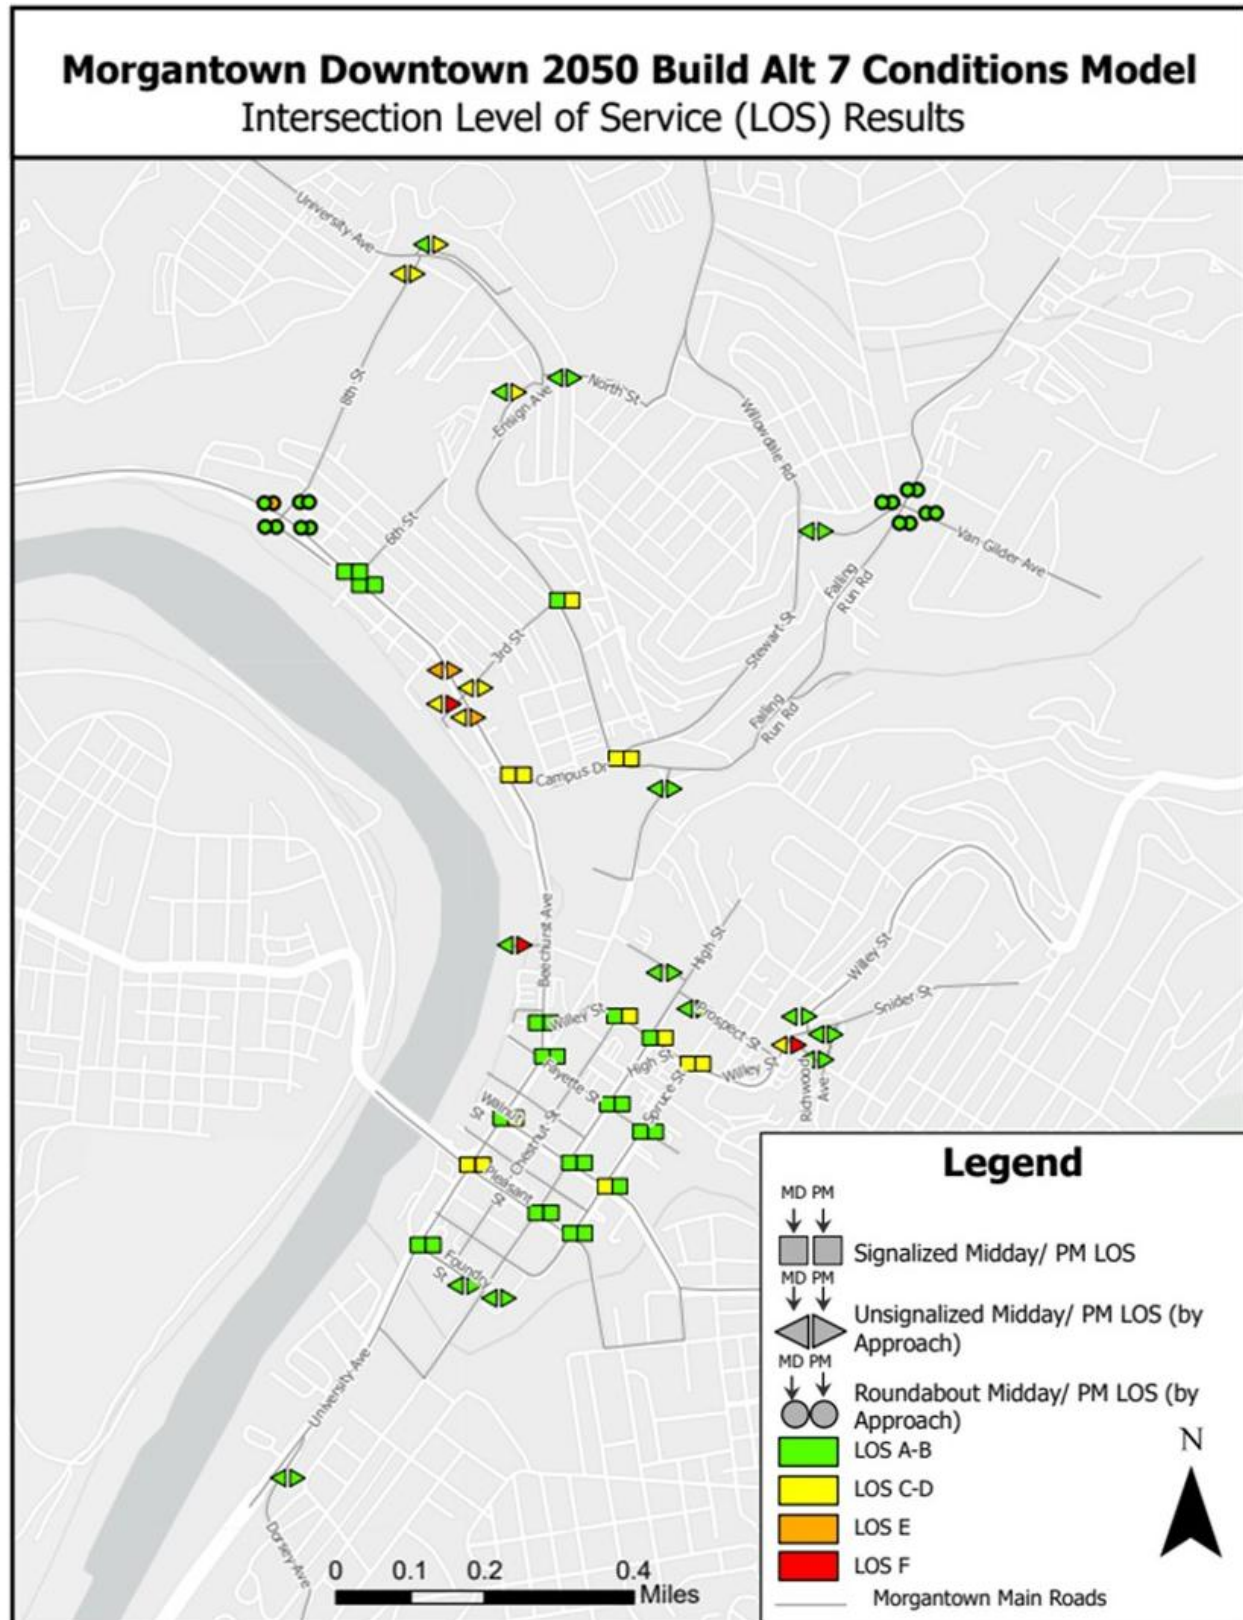 Morgantown Downtown 2050 Build Alt 7 Conditions Model
Intersection Level of Service (LOS) Results
University Ave
8th St
Ensign Ave
North St
Willowdale Rd
6th St
Van Gilder Ave
Falling
Run Rd
3rd St
Stewart St
Falling
Run Rd
Campus Dr
Beechurst Ave
High St
Willey St
Snider St
Willey St
Prospect St
High St
Willey St
Fayette St
Spruce St
Richwood
Ave
Walnut
St
Chestnut St
Pleasant
St
Foundry
St
University Ave
Dorsey Ave
0 0.1 0.2 0.4
Miles
Legend
MD PM
Signalized Midday/ PM LOS
MD PM
Unsignalized Midday/ PM LOS (by
Approach)
MD PM
Roundabout Midday/ PM LOS (by
Approach)
LOS A-B
LOS C-D
LOS E
LOS F
Morgantown Main Roads
N